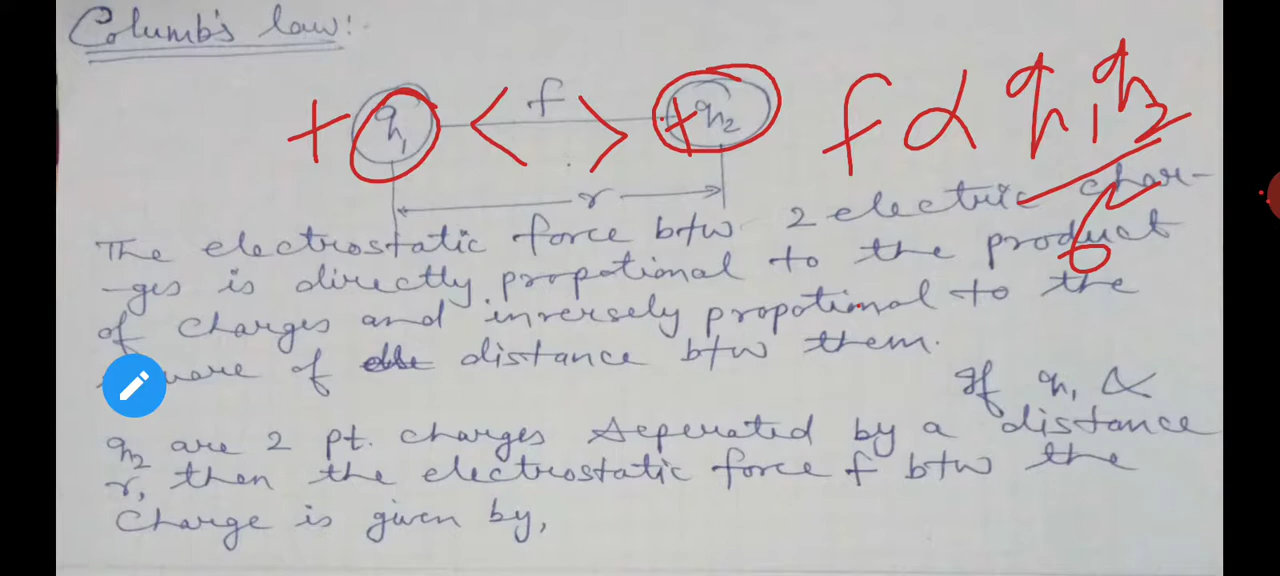 Columb's law:-
+ q1 < f > + q2 f ∝ q1 q2
r
The electrostatic force btw 2 electric char-
-ges is directly propotional to the product
of charges and inversely propotional to the
of distance btw them.
If q1 &
q2 are 2 pt. charges seperated by a distance
r, then the electrostatic force f btw the
Charge is given by,